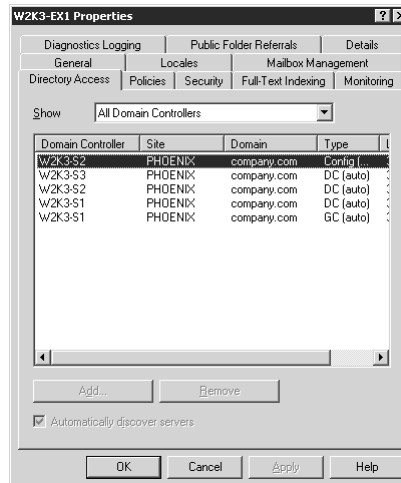 W2K3-EX1 Properties
Diagnostics Logging Public Folder Referrals Details
General Locales Mailbox Management
Directory Access Policies Security Full-Text Indexing Monitoring
Show All Domain Controllers
Domain Controller Site Domain Type L
W2K3-S2 PHOENIX company.com Config (...
W2K3-S3 PHOENIX company.com DC (auto)
W2K3-S2 PHOENIX company.com DC (auto)
W2K3-S1 PHOENIX company.com DC (auto)
W2K3-S1 PHOENIX company.com GC (auto)
Add... Remove
Automatically discover servers
OK Cancel Apply Help